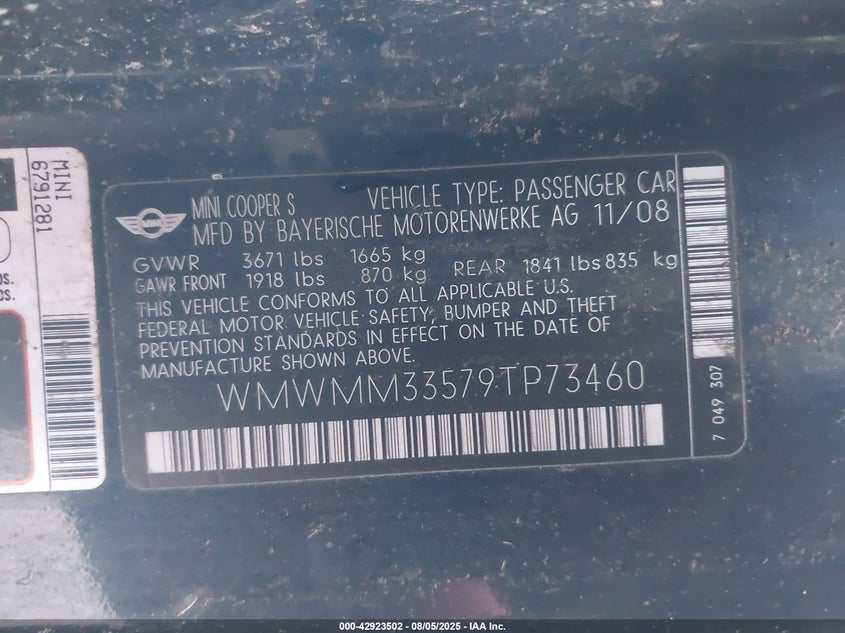 MINI
6791281
OS.
OS.
MINI COOPER S VEHICLE TYPE: PASSENGER CAR
MFD BY BAYERISCHE MOTORENWERKE AG 11/08
GVWR 3671 lbs 1665 kg
GAWR FRONT 1918 lbs 870 kg REAR 1841 lbs 835 kg
THIS VEHICLE CONFORMS TO ALL APPLICABLE U.S.
FEDERAL MOTOR VEHICLE SAFETY, BUMPER AND THEFT
PREVENTION STANDARDS IN EFFECT ON THE DATE OF
MANUFACTURE SHOWN ABOVE.
WMWMM33579TP73460
7 049 307
000-42923502 - 08/05/2025 - IAA Inc.